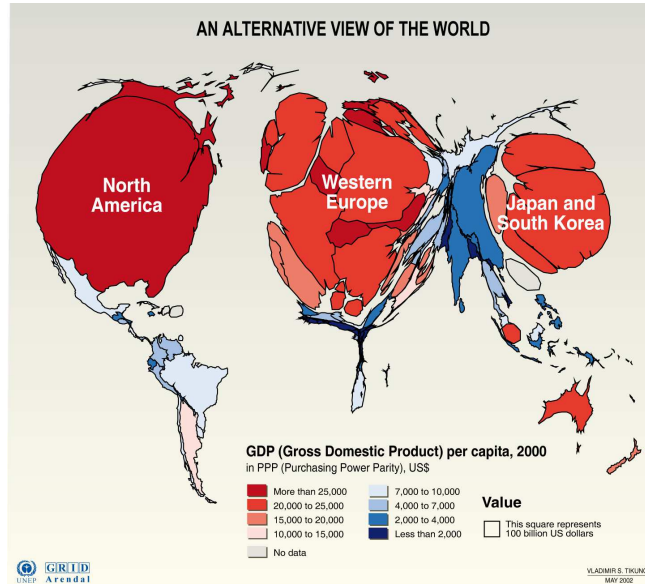 AN ALTERNATIVE VIEW OF THE WORLD
North
America
Western
Europe
Japan and
South Korea
GDP (Gross Domestic Product) per capita, 2000
in PPP (Purchasing Power Parity), US$
More than 25,000
20,000 to 25,000
15,000 to 20,000
10,000 to 15,000
No data
7,000 to 10,000
4,000 to 7,000
2,000 to 4,000
Less than 2,000
Value
This square represents
100 billion US dollars
UNEP
GRID
Arendal
VLADIMIR S. TIKUNO
MAY 2002